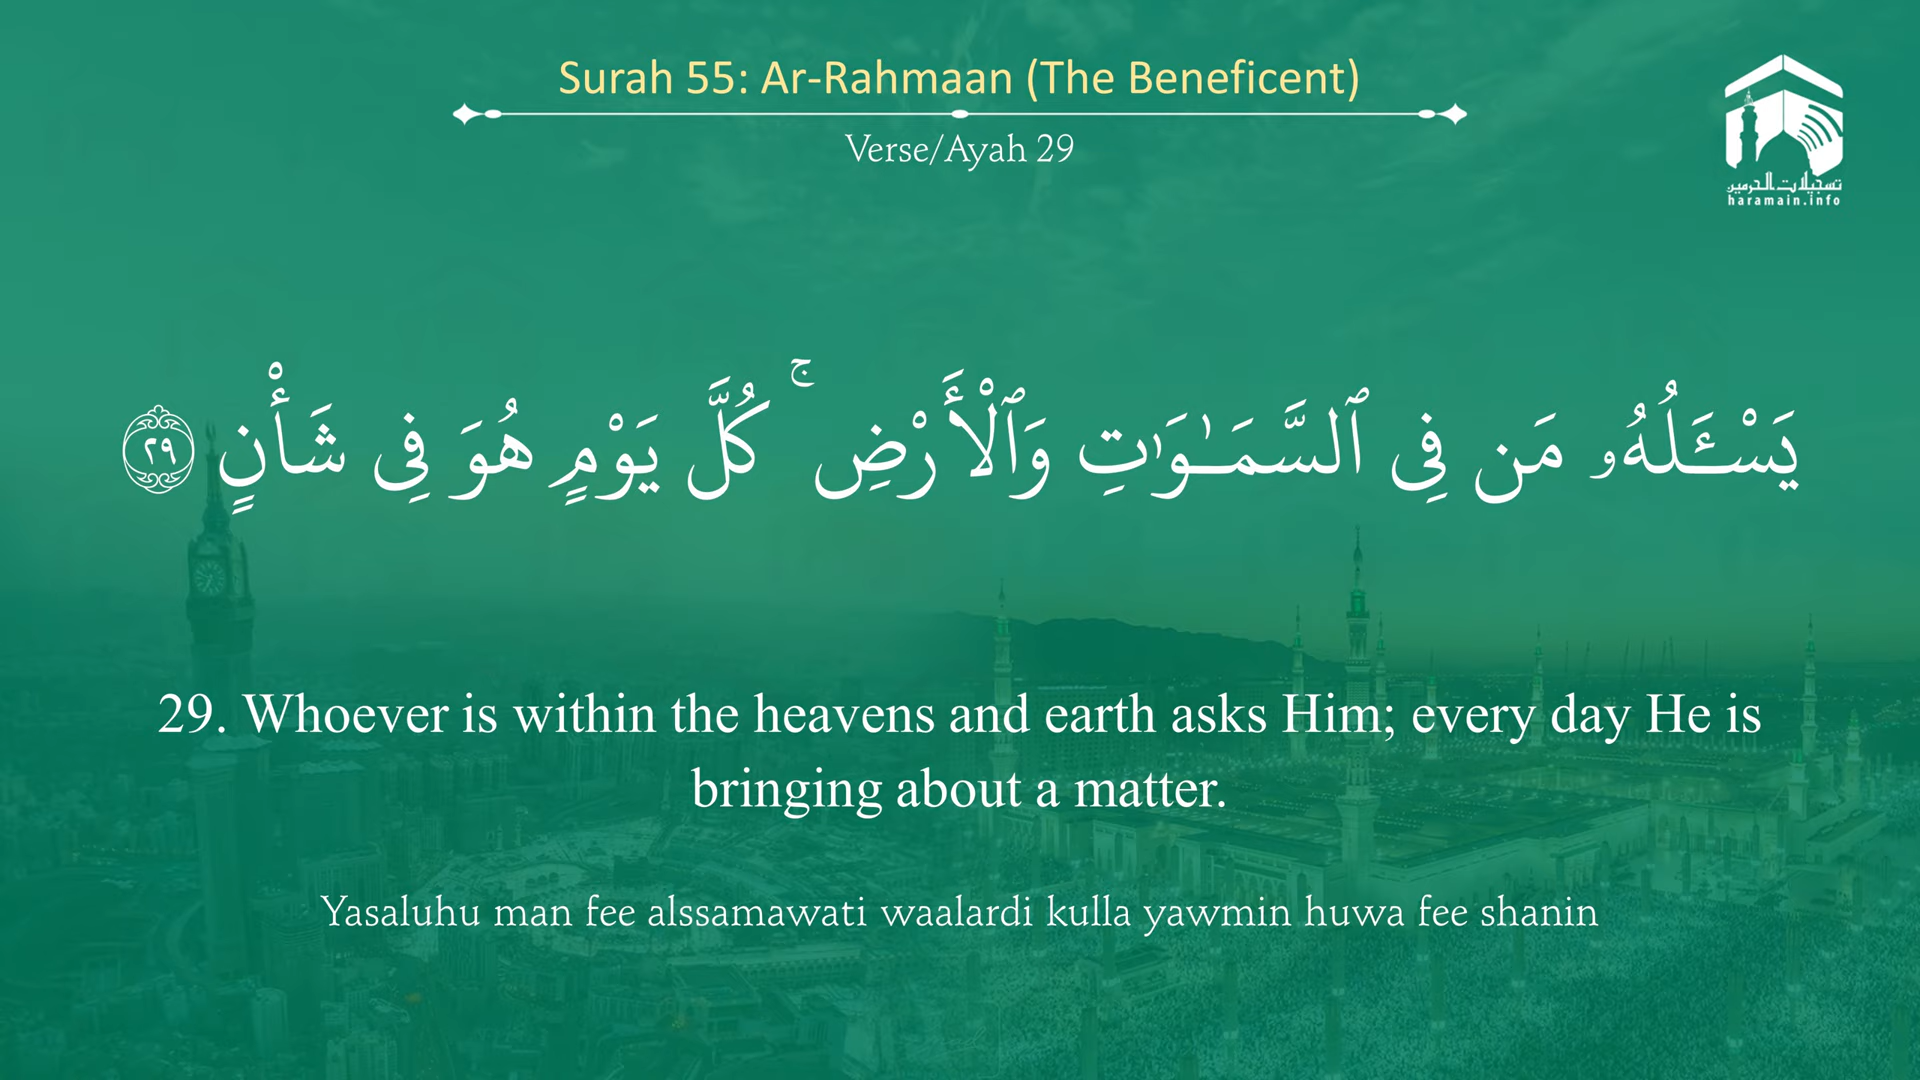 Surah 55: Ar-Rahmaan (The Beneficent)
Verse/Ayah 29
تسجيلات الحرمين
haramain.info
يَسْـَٔلُهُۥ مَن فِى ٱلسَّمَـٰوَٰتِ وَٱلْأَرْضِ ۚ كُلَّ يَوْمٍ هُوَ فِى شَأْنٍ ٢٩
29. Whoever is within the heavens and earth asks Him; every day He is
bringing about a matter.
Yasaluhu man fee alssamawati waalardi kulla yawmin huwa fee shanin